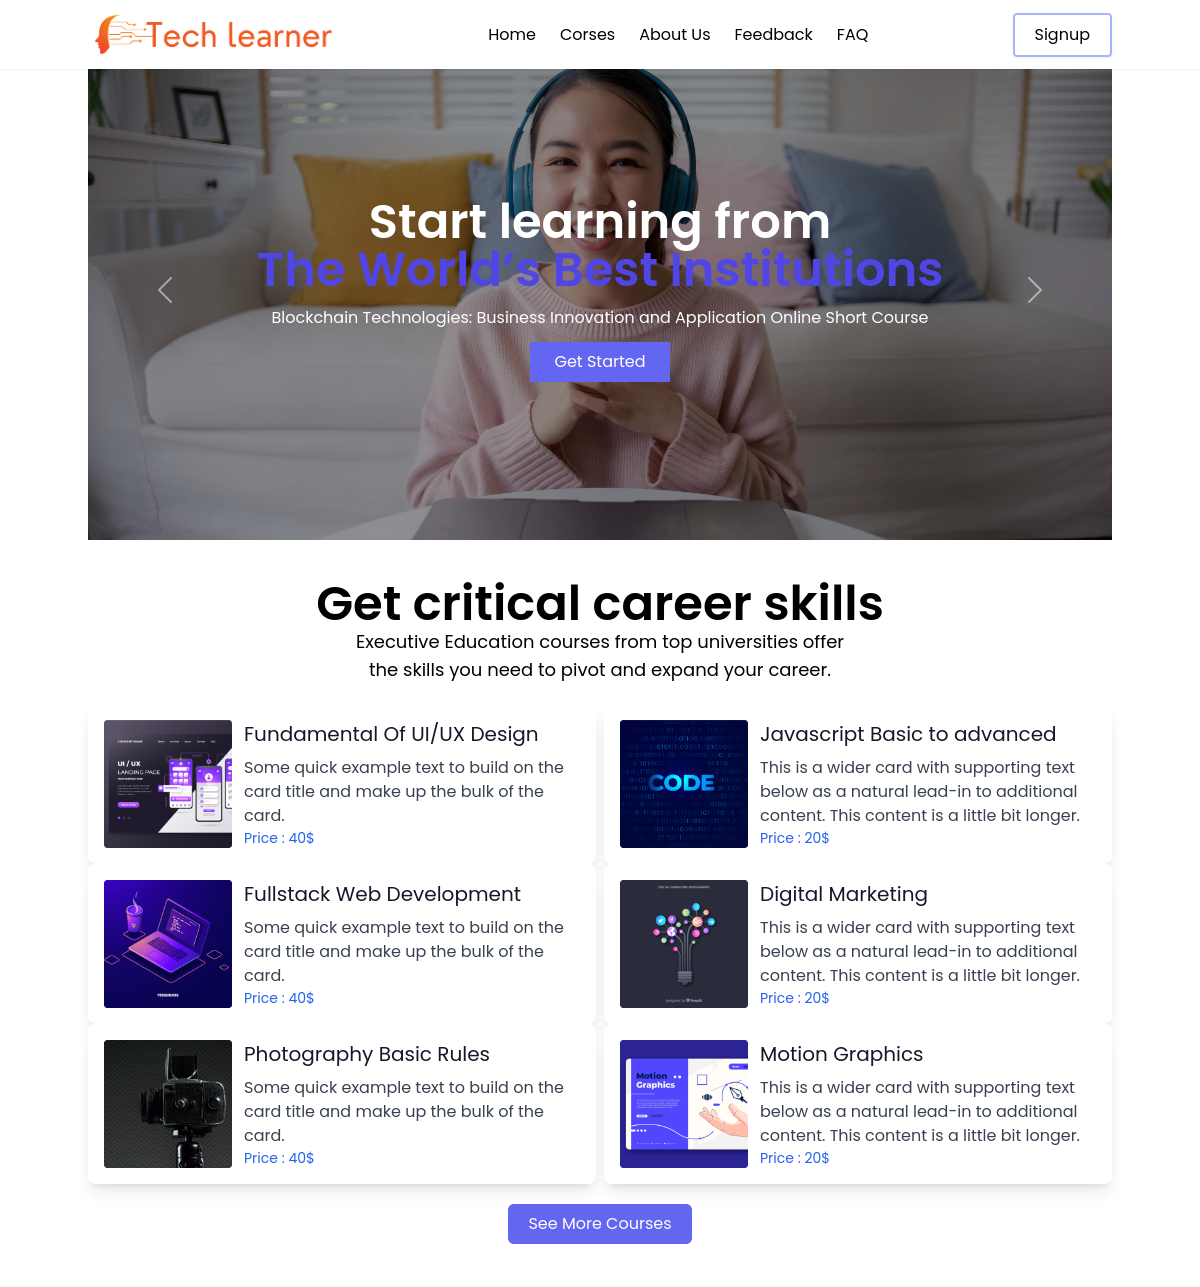 Tech learner
Home Corses About Us Feedback FAQ
Signup
Start learning from
The World's Best Institutions
Blockchain Technologies: Business Innovation and Application Online Short Course
Get Started
Get critical career skills
Executive Education courses from top universities offer
the skills you need to pivot and expand your career.
UI / UX
LANDING PAGE
Fundamental Of UI/UX Design
Some quick example text to build on the
card title and make up the bulk of the
card.
Price : 40$
CODE
Javascript Basic to advanced
This is a wider card with supporting text
below as a natural lead-in to additional
content. This content is a little bit longer.
Price : 20$
Fullstack Web Development
Some quick example text to build on the
card title and make up the bulk of the
card.
Price : 40$
Digital Marketing
This is a wider card with supporting text
below as a natural lead-in to additional
content. This content is a little bit longer.
Price : 20$
Photography Basic Rules
Some quick example text to build on the
card title and make up the bulk of the
card.
Price : 40$
Motion
Graphics
Motion Graphics
This is a wider card with supporting text
below as a natural lead-in to additional
content. This content is a little bit longer.
Price : 20$
See More Courses